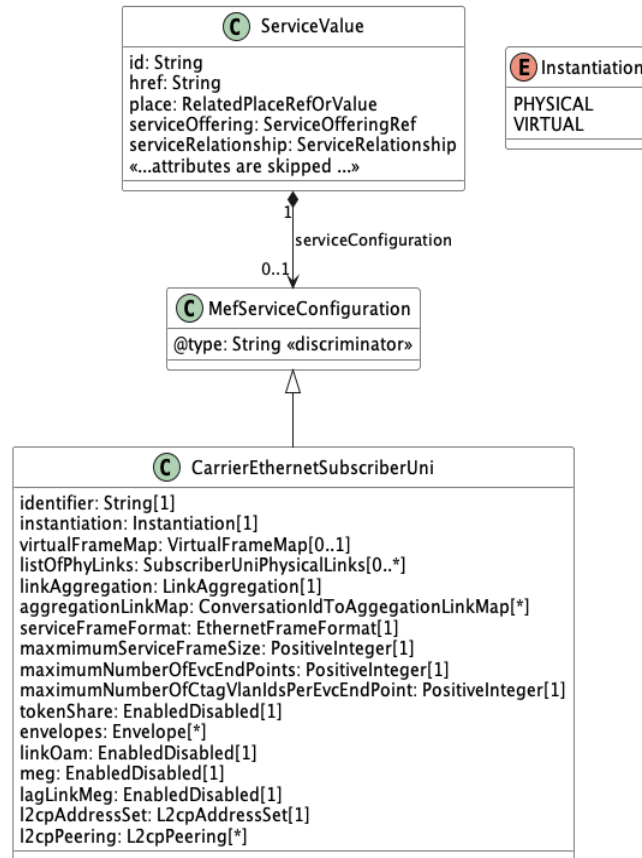 C ServiceValue
id: String
href: String
place: RelatedPlaceRefOrValue
serviceOffering: ServiceOfferingRef
serviceRelationship: ServiceRelationship
«...attributes are skipped ...»
E Instantiation
PHYSICAL
VIRTUAL
1
serviceConfiguration
0..1
C MefServiceConfiguration
@type: String «discriminator»
C CarrierEthernetSubscriberUni
identifier: String[1]
instantiation: Instantiation[1]
virtualFrameMap: VirtualFrameMap[0..1]
listOfPhyLinks: SubscriberUniPhysicalLinks[0..*]
linkAggregation: LinkAggregation[1]
aggregationLinkMap: ConversationIdToAggegationLinkMap[*]
serviceFrameFormat: EthernetFrameFormat[1]
maxmimumServiceFrameSize: PositiveInteger[1]
maximumNumberOfEvcEndPoints: PositiveInteger[1]
maximumNumberOfCtagVlanIdsPerEvcEndPoint: PositiveInteger[1]
tokenShare: EnabledDisabled[1]
envelopes: Envelope[*]
linkOam: EnabledDisabled[1]
meg: EnabledDisabled[1]
lagLinkMeg: EnabledDisabled[1]
l2cpAddressSet: L2cpAddressSet[1]
l2cpPeering: L2cpPeering[*]